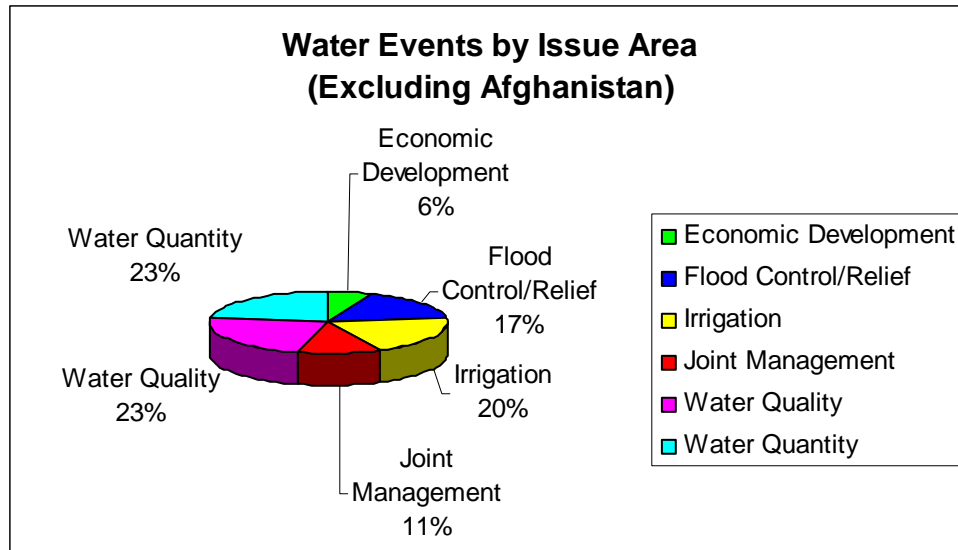 Water Events by Issue Area
(Excluding Afghanistan)
Economic
Development
6%
Flood
Control/Relief
17%
Irrigation
20%
Joint
Management
11%
Water Quality
23%
Water Quantity
23%
Economic Development
Flood Control/Relief
Irrigation
Joint Management
Water Quality
Water Quantity